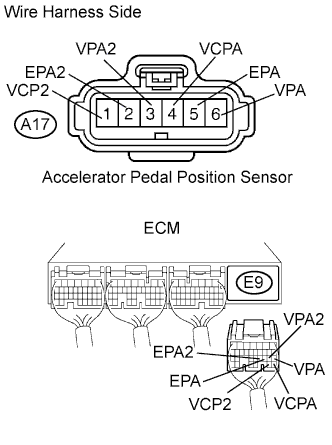 Wire Harness Side
VPA2 VCPA
EPA2 EPA
VCP2 VPA
A17 1 2 3 4 5 6
Accelerator Pedal Position Sensor
ECM
E9
VPA2
EPA2 VPA
EPA VCPA
VCP2